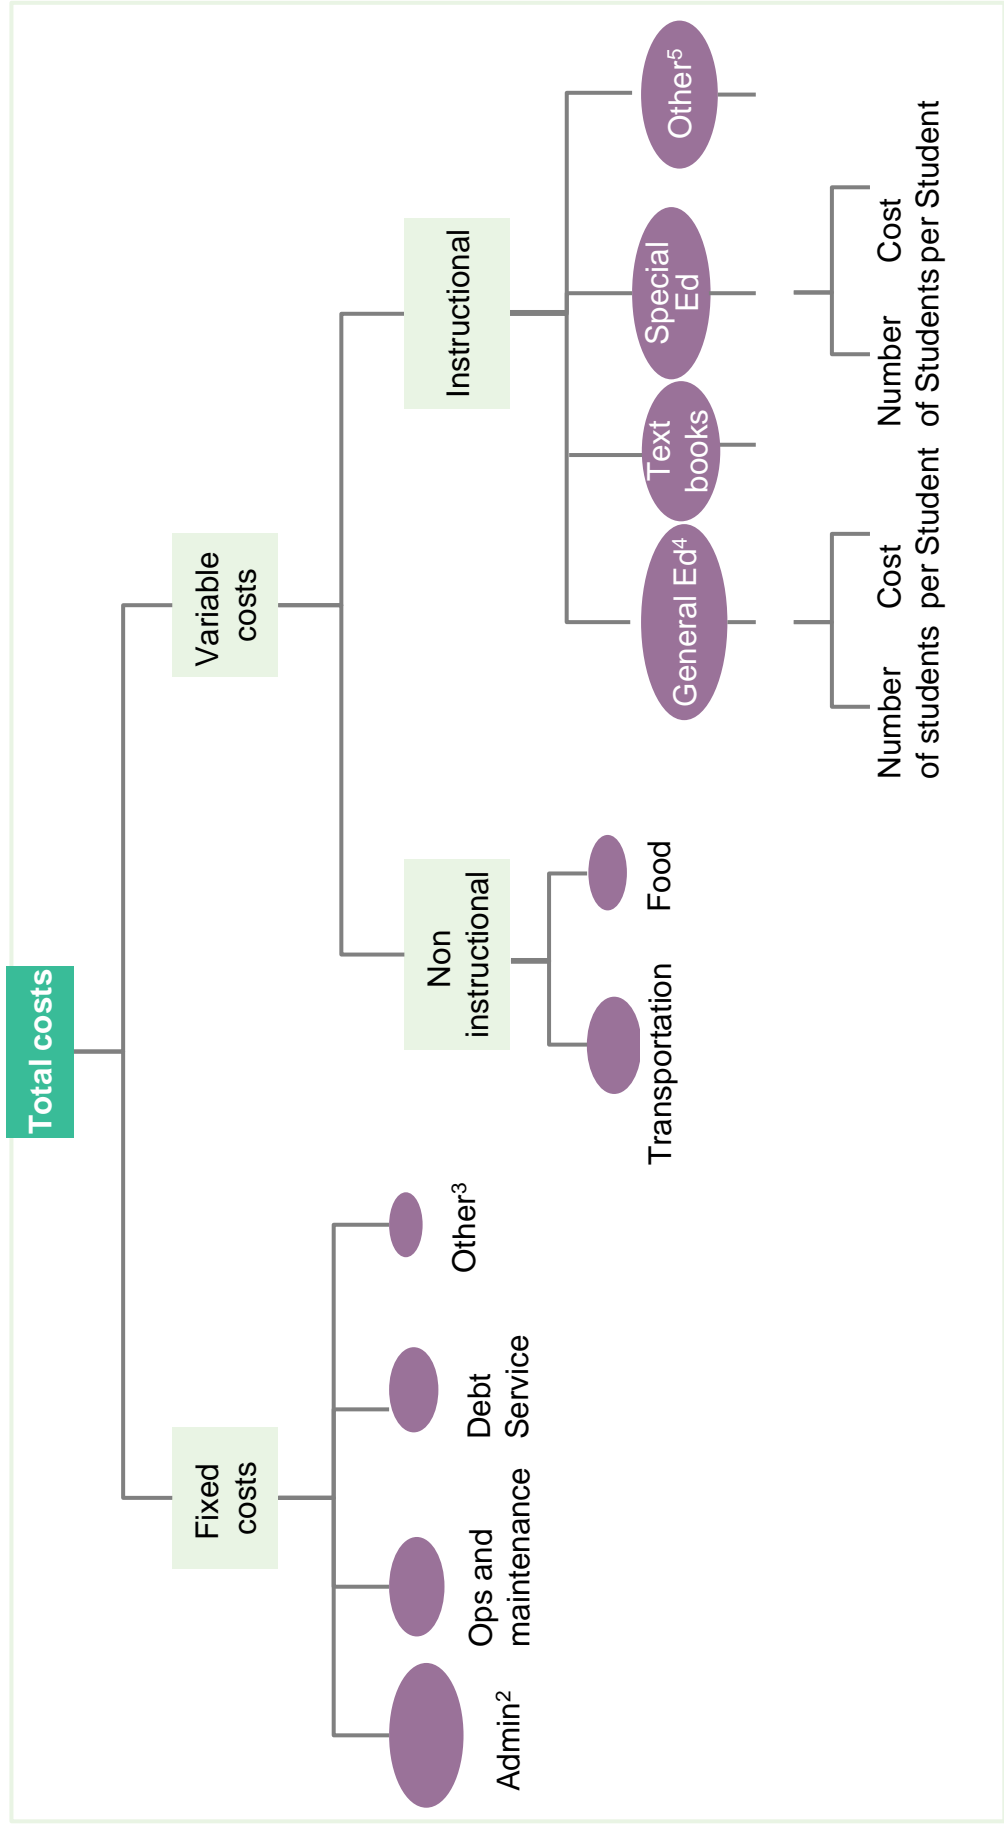 Total costs
Fixed
costs
Variable
costs
Non
instructional
Instructional
Admin²
Ops and
maintenance
Debt
Service
Other³
Transportation
Food
General Ed⁴
Text
books
Special
Ed
Other⁵
Number
of students
Cost
per Student
Number
of Students
Cost
per Student